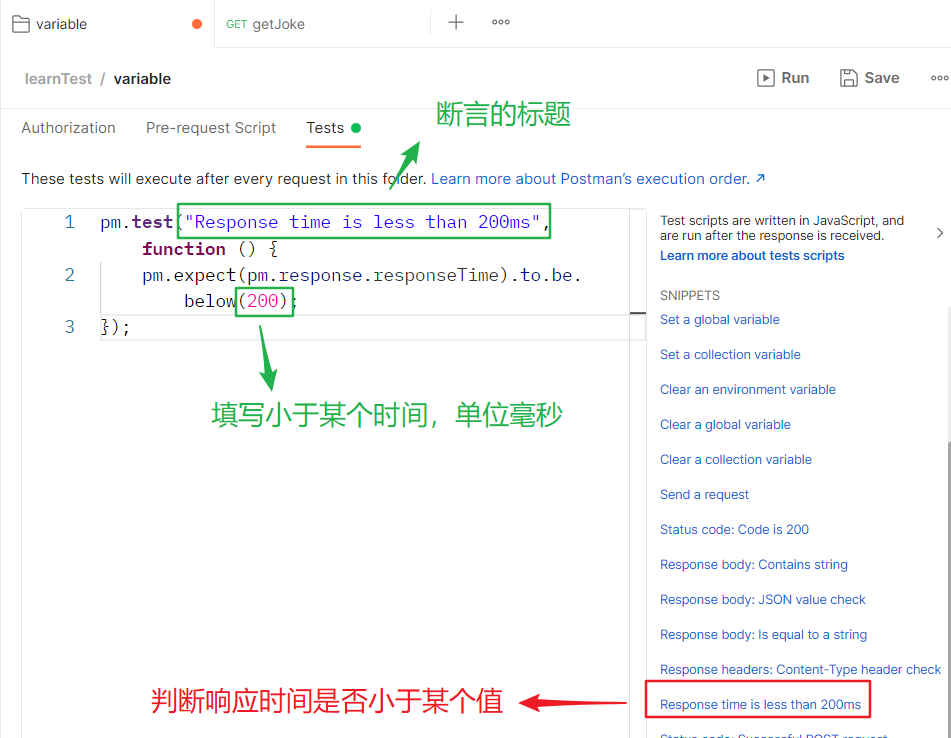 variable
GET getJoke
learnTest / variable
Run
Save
断言的标题
Authorization
Pre-request Script
Tests
These tests will execute after every request in this folder. Learn more about Postman's execution order. ↗
1 pm.test("Response time is less than 200ms",
function () {
2 pm.expect(pm.response.responseTime).to.be.
below(200);
3 });
填写小于某个时间，单位毫秒
判断响应时间是否小于某个值
Test scripts are written in JavaScript, and
are run after the response is received.
Learn more about tests scripts
SNIPPETS
Set a global variable
Set a collection variable
Clear an environment variable
Clear a global variable
Clear a collection variable
Send a request
Status code: Code is 200
Response body: Contains string
Response body: JSON value check
Response body: Is equal to a string
Response headers: Content-Type header check
Response time is less than 200ms
Status code: Successful POST request